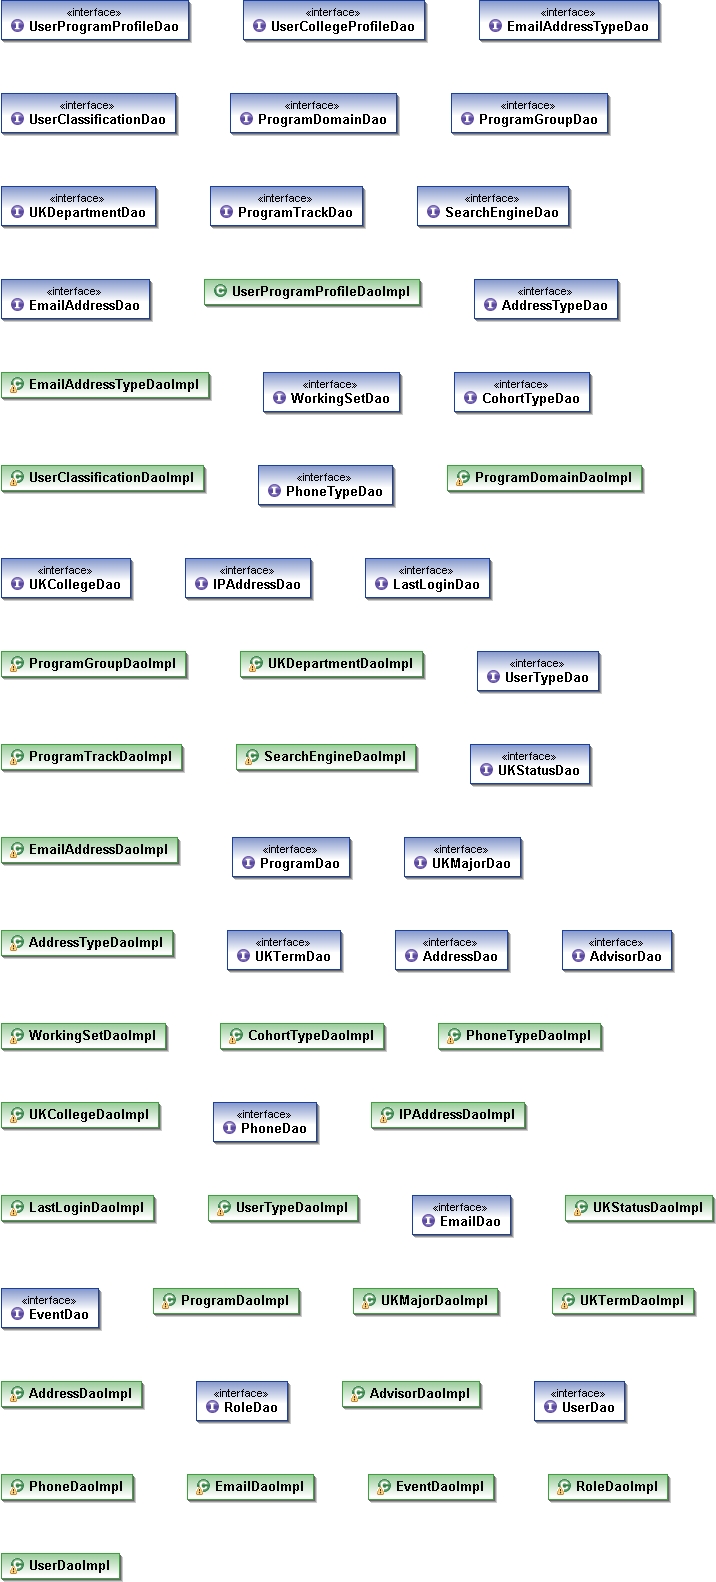 «interface»
UserProgramProfileDao
«interface»
UserCollegeProfileDao
«interface»
EmailAddressTypeDao
«interface»
UserClassificationDao
«interface»
ProgramDomainDao
«interface»
ProgramGroupDao
«interface»
UKDepartmentDao
«interface»
ProgramTrackDao
«interface»
SearchEngineDao
«interface»
EmailAddressDao
UserProgramProfileDaoImpl
«interface»
AddressTypeDao
EmailAddressTypeDaoImpl
«interface»
WorkingSetDao
«interface»
CohortTypeDao
UserClassificationDaoImpl
«interface»
PhoneTypeDao
ProgramDomainDaoImpl
«interface»
UKCollegeDao
«interface»
IPAddressDao
«interface»
LastLoginDao
ProgramGroupDaoImpl
UKDepartmentDaoImpl
«interface»
UserTypeDao
ProgramTrackDaoImpl
SearchEngineDaoImpl
«interface»
UKStatusDao
EmailAddressDaoImpl
«interface»
ProgramDao
«interface»
UKMajorDao
AddressTypeDaoImpl
«interface»
UKTermDao
«interface»
AddressDao
«interface»
AdvisorDao
WorkingSetDaoImpl
CohortTypeDaoImpl
PhoneTypeDaoImpl
UKCollegeDaoImpl
«interface»
PhoneDao
IPAddressDaoImpl
LastLoginDaoImpl
UserTypeDaoImpl
«interface»
EmailDao
UKStatusDaoImpl
«interface»
EventDao
ProgramDaoImpl
UKMajorDaoImpl
UKTermDaoImpl
AddressDaoImpl
«interface»
RoleDao
AdvisorDaoImpl
«interface»
UserDao
PhoneDaoImpl
EmailDaoImpl
EventDaoImpl
RoleDaoImpl
UserDaoImpl